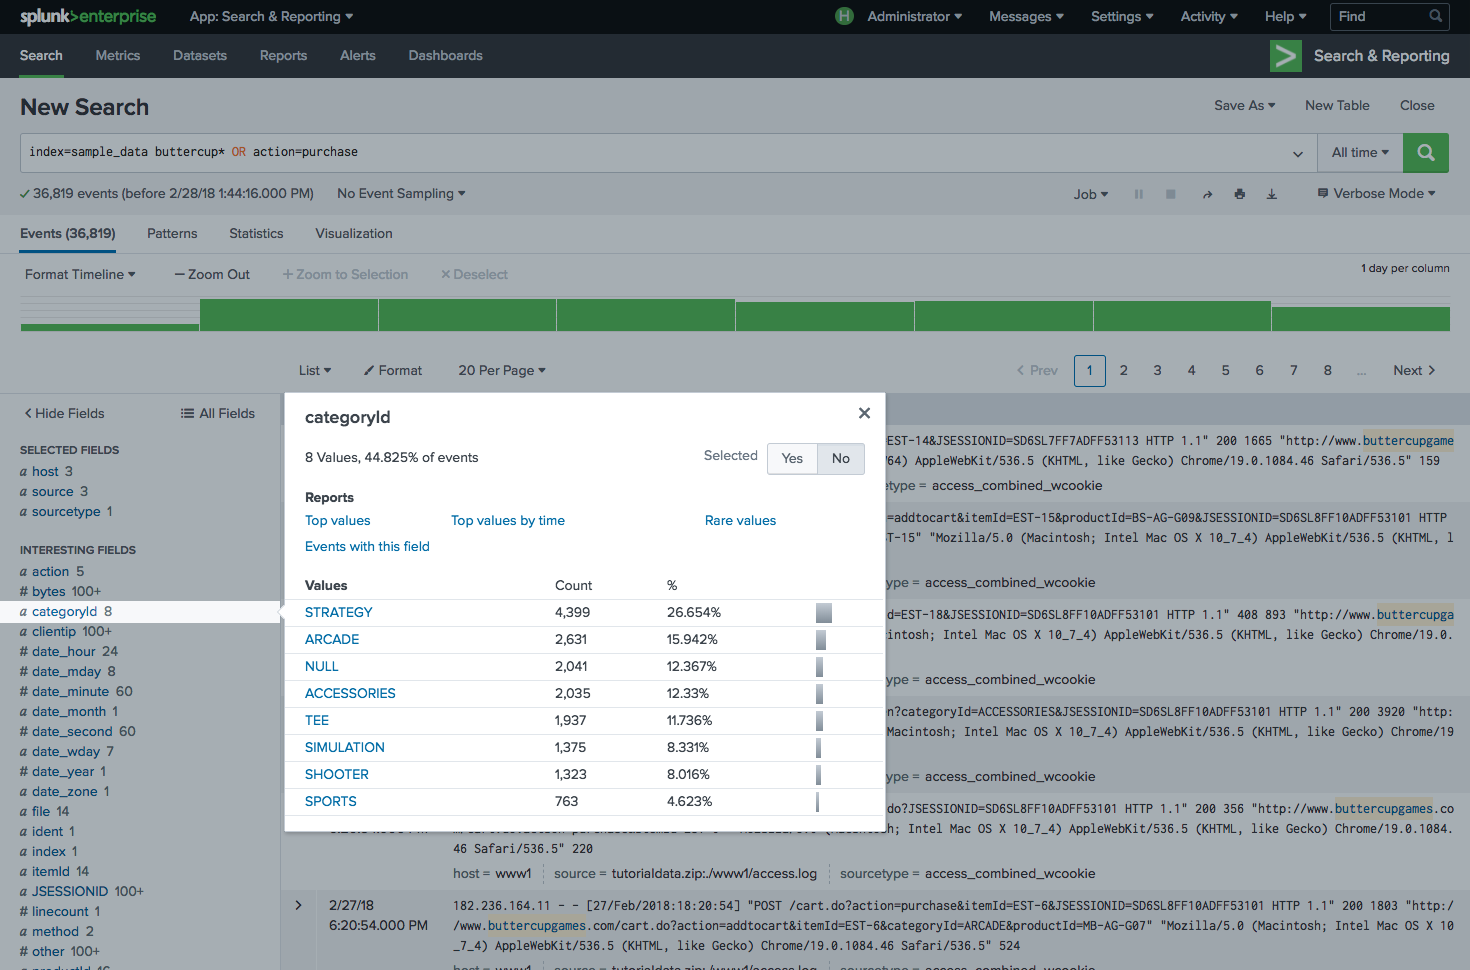 splunk>enterprise App: Search & Reporting H Administrator Messages Settings Activity Help Find
Search Metrics Datasets Reports Alerts Dashboards Search & Reporting
New Search Save As New Table Close
index=sample_data buttercup* OR action=purchase All time
36,819 events (before 2/28/18 1:44:16.000 PM) No Event Sampling Job Verbose Mode
Events (36,819) Patterns Statistics Visualization
Format Timeline — Zoom Out + Zoom to Selection × Deselect 1 day per column
List Format 20 Per Page < Prev 1 2 3 4 5 6 7 8 ... Next >
< Hide Fields All Fields
SELECTED FIELDS
a host 3
a source 3
a sourcetype 1
INTERESTING FIELDS
a action 5
# bytes 100+
a categoryId 8
a clientip 100+
# date_hour 24
# date_mday 8
# date_minute 60
a date_month 1
# date_second 60
a date_wday 7
# date_year 1
a date_zone 1
a file 14
a ident 1
a index 1
a itemId 14
a JSESSIONID 100+
# linecount 1
a method 2
# other 100+
categoryId
8 Values, 44.825% of events Selected Yes No
Reports
Top values Top values by time Rare values
Events with this field
Values Count %
STRATEGY 4,399 26.654%
ARCADE 2,631 15.942%
NULL 2,041 12.367%
ACCESSORIES 2,035 12.33%
TEE 1,937 11.736%
SIMULATION 1,375 8.331%
SHOOTER 1,323 8.016%
SPORTS 763 4.623%
EST-14&JSESSIONID=SD6SL7FF7ADFF53113 HTTP 1.1" 200 1665 "http://www.buttercupgame
64) AppleWebKit/536.5 (KHTML, like Gecko) Chrome/19.0.1084.46 Safari/536.5" 159
type = access_combined_wcookie
=addtocart&itemId=EST-15&productId=BS-AG-G09&JSESSIONID=SD6SL8FF10ADFF53101 HTTP
T-15" "Mozilla/5.0 (Macintosh; Intel Mac OS X 10_7_4) AppleWebKit/536.5 (KHTML, l
ype = access_combined_wcookie
d=EST-18&JSESSIONID=SD6SL8FF10ADFF53101 HTTP 1.1" 408 893 "http://www.buttercupga
intosh; Intel Mac OS X 10_7_4) AppleWebKit/536.5 (KHTML, like Gecko) Chrome/19.0.
ype = access_combined_wcookie
n?categoryId=ACCESSORIES&JSESSIONID=SD6SL8FF10ADFF53101 HTTP 1.1" 200 3920 "http:
Macintosh; Intel Mac OS X 10_7_4) AppleWebKit/536.5 (KHTML, like Gecko) Chrome/19
ype = access_combined_wcookie
do?JSESSIONID=SD6SL8FF10ADFF53101 HTTP 1.1" 200 356 "http://www.buttercupgames.co
; Intel Mac OS X 10_7_4) AppleWebKit/536.5 (KHTML, like Gecko) Chrome/19.0.1084.
46 Safari/536.5" 220
host = www1 source = tutorialdata.zip:./www1/access.log sourcetype = access_combined_wcookie
> 2/27/18 182.236.164.11 - - [27/Feb/2018:18:20:54] "POST /cart.do?action=purchase&itemId=EST-6&JSESSIONID=SD6SL8FF10ADFF53101 HTTP 1.1" 200 1803 "http:/
6:20:54.000 PM /www.buttercupgames.com/cart.do?action=addtocart&itemId=EST-6&categoryId=ARCADE&productId=MB-AG-G07" "Mozilla/5.0 (Macintosh; Intel Mac OS X 10
_7_4) AppleWebKit/536.5 (KHTML, like Gecko) Chrome/19.0.1084.46 Safari/536.5" 524